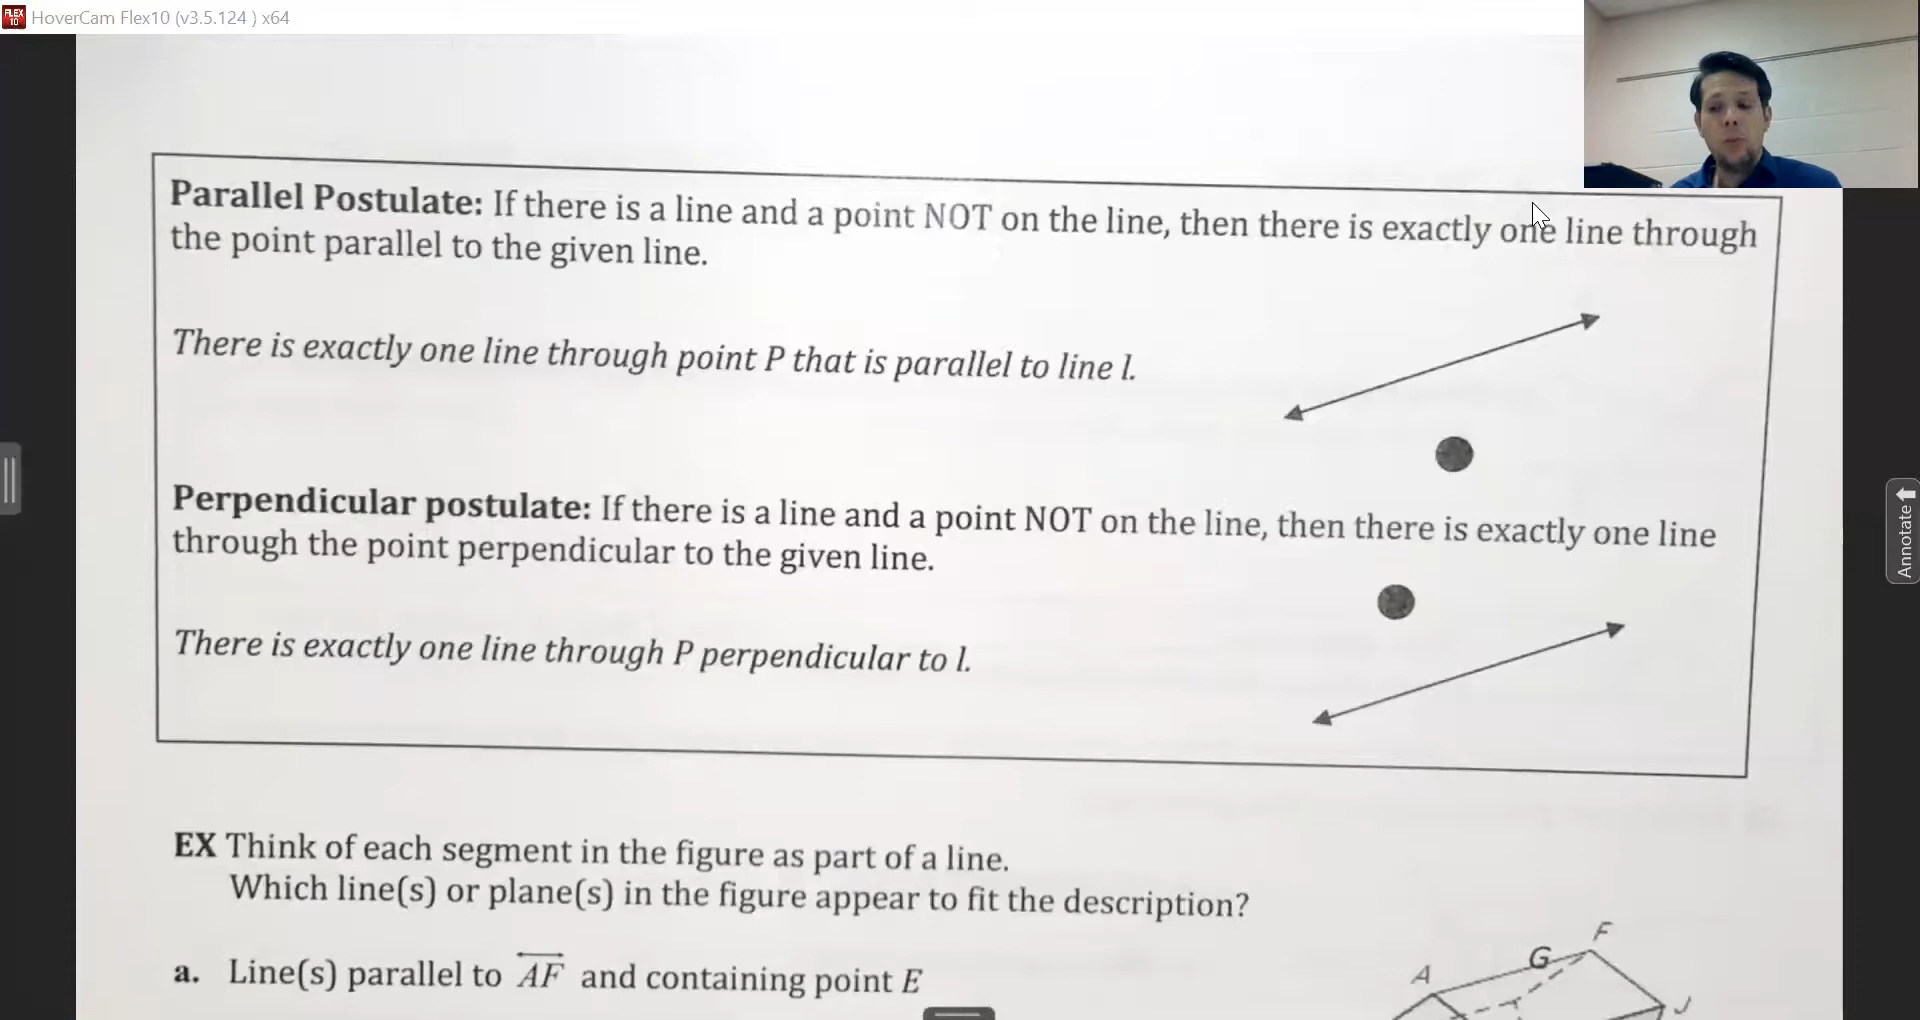 FLEX 10
HoverCam Flex10 (v3.5.124 ) x64
Parallel Postulate: If there is a line and a point NOT on the line, then there is exactly one line through
the point parallel to the given line.
There is exactly one line through point P that is parallel to line l.
Perpendicular postulate: If there is a line and a point NOT on the line, then there is exactly one line
through the point perpendicular to the given line.
There is exactly one line through P perpendicular to l.
Annotate
EX Think of each segment in the figure as part of a line.
Which line(s) or plane(s) in the figure appear to fit the description?
a. Line(s) parallel to AF and containing point E
F
G
A
J